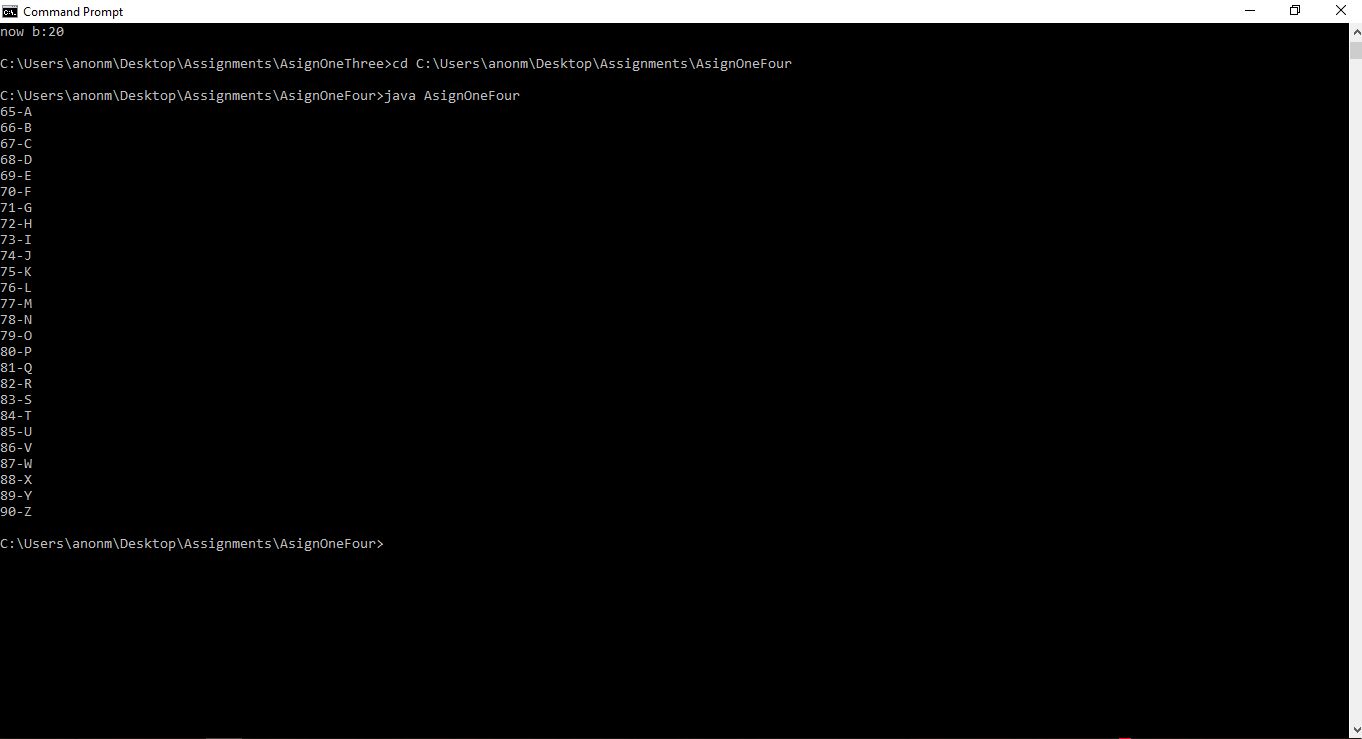 Command Prompt
now b:20
C:\Users\anonm\Desktop\Assignments\AsignOneThree>cd C:\Users\anonm\Desktop\Assignments\AsignOneFour
C:\Users\anonm\Desktop\Assignments\AsignOneFour>java AsignOneFour
65-A
66-B
67-C
68-D
69-E
70-F
71-G
72-H
73-I
74-J
75-K
76-L
77-M
78-N
79-O
80-P
81-Q
82-R
83-S
84-T
85-U
86-V
87-W
88-X
89-Y
90-Z
C:\Users\anonm\Desktop\Assignments\AsignOneFour>